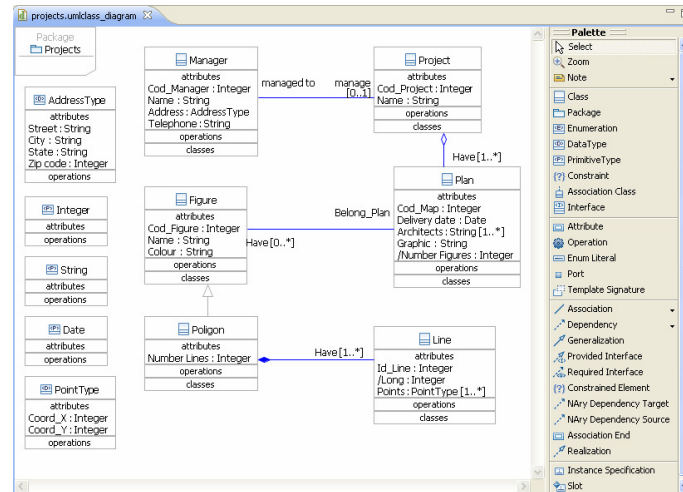 projects.umlclass_diagram
Package
Projects
AddressType
attributes
Street : String
City : String
State : String
Zip code : Integer
operations
Integer
attributes
operations
String
attributes
operations
Date
attributes
operations
PointType
attributes
Coord_X : Integer
Coord_Y : Integer
operations
Manager
attributes
Cod_Manager : Integer
Name : String
Address : AddressType
Telephone : String
operations
classes
managed to
manage
[0..1]
Project
attributes
Cod_Project : Integer
Name : String
operations
classes
Have [1..*]
Plan
attributes
Cod_Map : Integer
Delivery date : Date
Architects : String [1..*]
Graphic : String
/Number Figures : Integer
operations
classes
Belong_Plan
Have [0..*]
Figure
attributes
Cod_Figure : Integer
Name : String
Colour : String
operations
classes
Poligon
attributes
Number Lines : Integer
operations
classes
Have [1..*]
Line
attributes
Id_Line : Integer
/Long : Integer
Points : PointType [1..*]
operations
classes
Palette
Select
Zoom
Note
Class
Package
Enumeration
DataType
PrimitiveType
Constraint
Association Class
Interface
Attribute
Operation
Enum Literal
Port
Template Signature
Association
Dependency
Generalization
Provided Interface
Required Interface
Constrained Element
NAry Dependency Target
NAry Dependency Source
Association End
Realization
Instance Specification
Slot